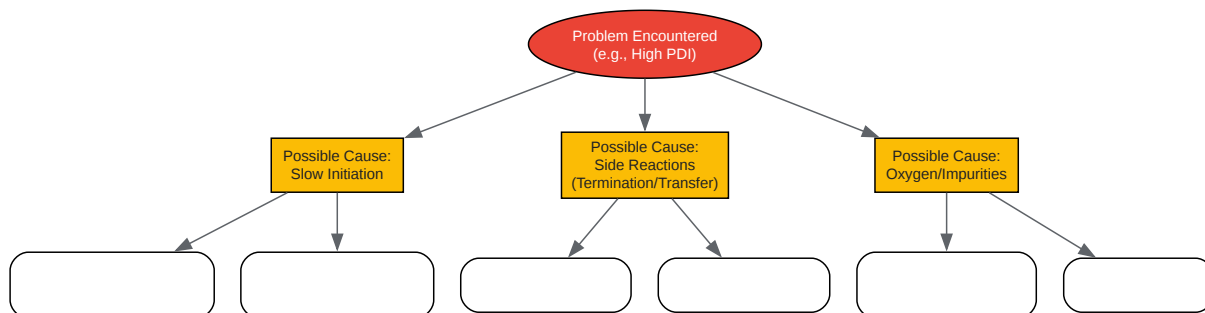 Problem Encountered
(e.g., High PDI)
Possible Cause:
Slow Initiation
Possible Cause:
Side Reactions
(Termination/Transfer)
Possible Cause:
Oxygen/Impurities